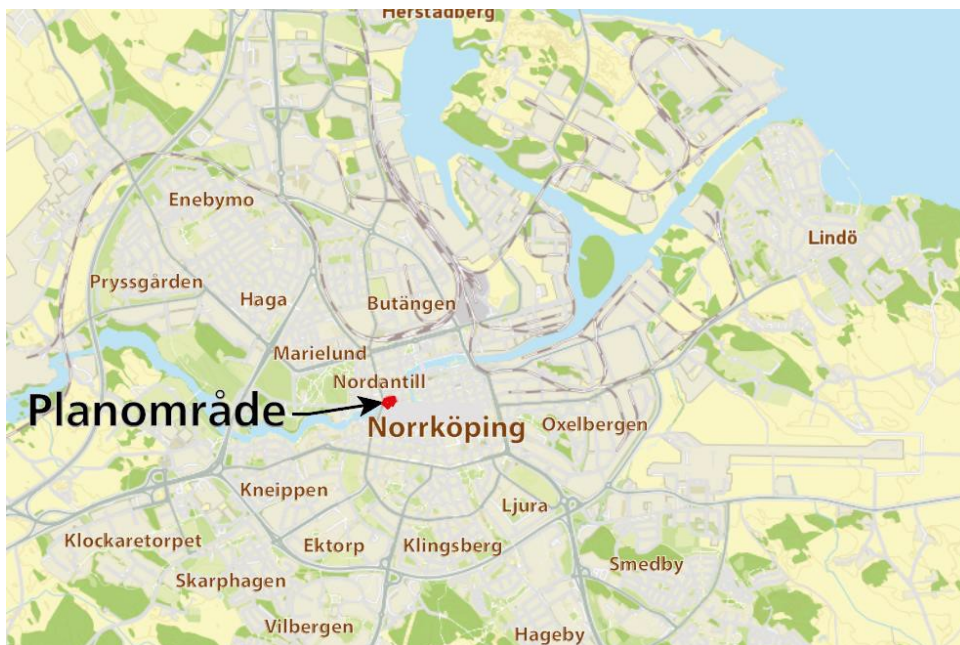 Herstadberg
Enebymo
Lindö
Pryssgården
Haga
Butängen
Marielund
Nordantill
Planområde
Norrköping
Oxelbergen
Kneippen
Ljura
Klockaretorpet
Ektorp
Klingsberg
Smedby
Skarphagen
Vilbergen
Hageby